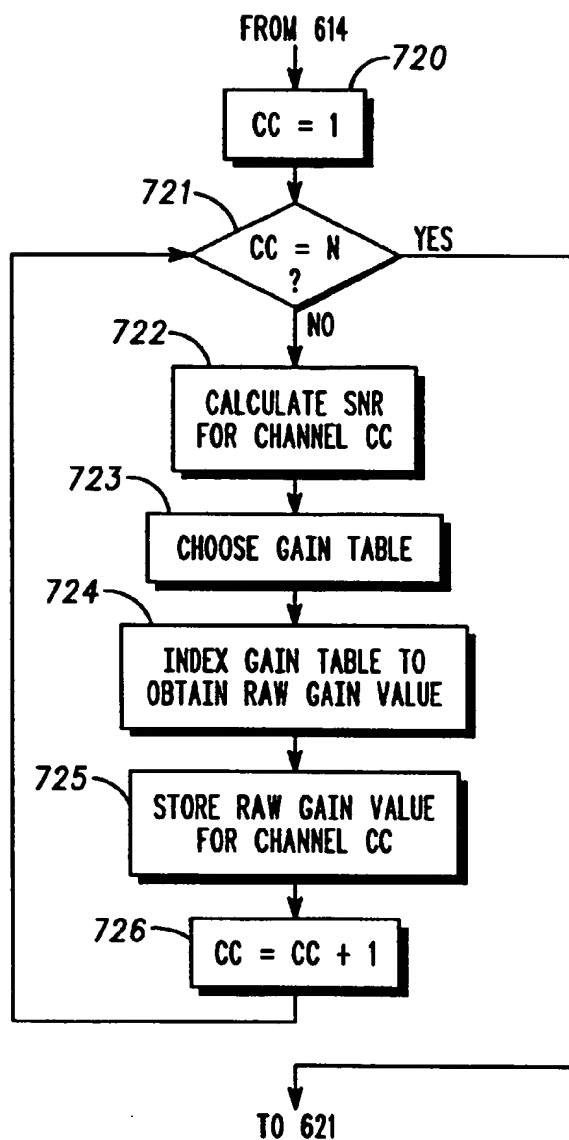 FROM 614
720
CC = 1
721
CC = N
?
YES
NO
722
CALCULATE SNR
FOR CHANNEL CC
723
CHOOSE GAIN TABLE
724
INDEX GAIN TABLE TO
OBTAIN RAW GAIN VALUE
725
STORE RAW GAIN VALUE
FOR CHANNEL CC
726
CC = CC + 1
TO 621